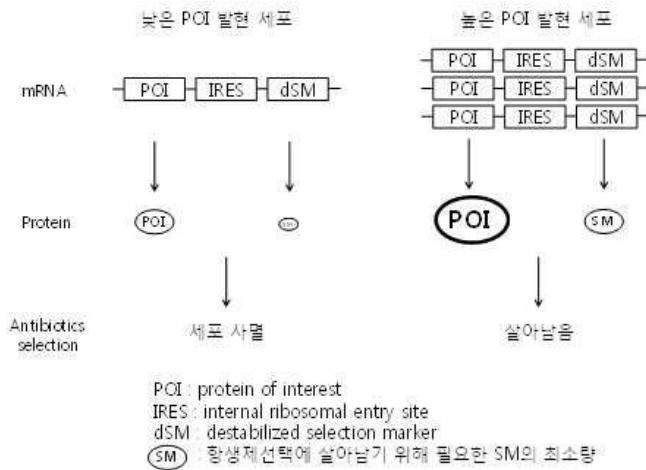 낮은 POI 발현 세포
높은 POI 발현 세포
mRNA
POI IRES dSM
POI IRES dSM
POI IRES dSM
POI IRES dSM
Protein
POI SM
POI SM
Antibiotics
selection
세포 사멸
살아남음
POI : protein of interest
IRES : internal ribosomal entry site
dSM : destabilized selection marker
SM : 항생제선택에 살아남기 위해 필요한 SM의 최소량